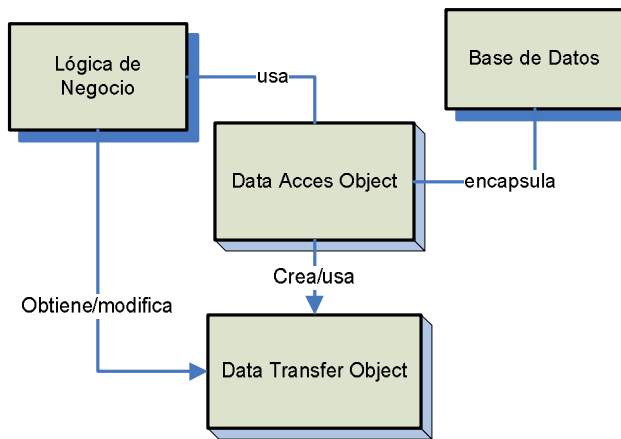 Lógica de
Negocio
usa
Base de Datos
Data Acces Object
encapsula
Crea/usa
Obtiene/modifica
Data Transfer Object